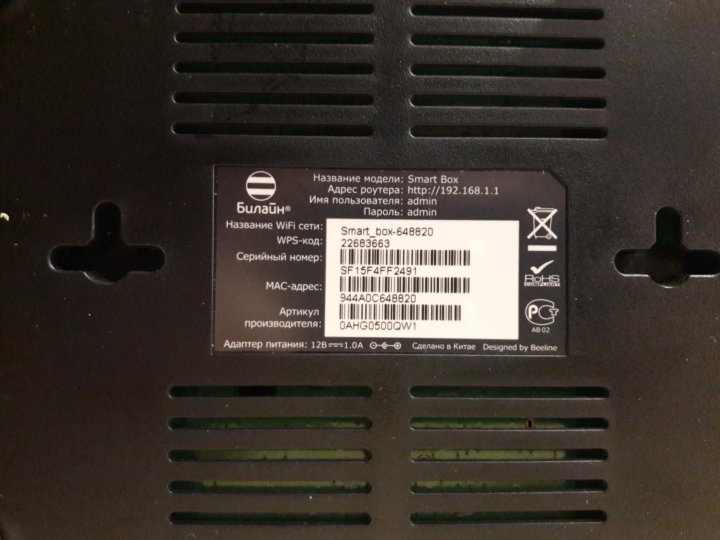 Билайн®
Название модели: Smart Box
Адрес роутера: http://192.168.1.1
Имя пользователя: admin
Пароль: admin
Название WiFi сети: Smart_box-648820
WPS-код: 22683663
Серийный номер: SF15F4FF2491
MAC-адрес: 944A0C648820
Артикул
производителя: 0AHG0500QW1
RoHS
COMPLIANT
АВ 02
Адаптер питания: 12В⎓1.0А Сделано в Китае Designed by Beeline